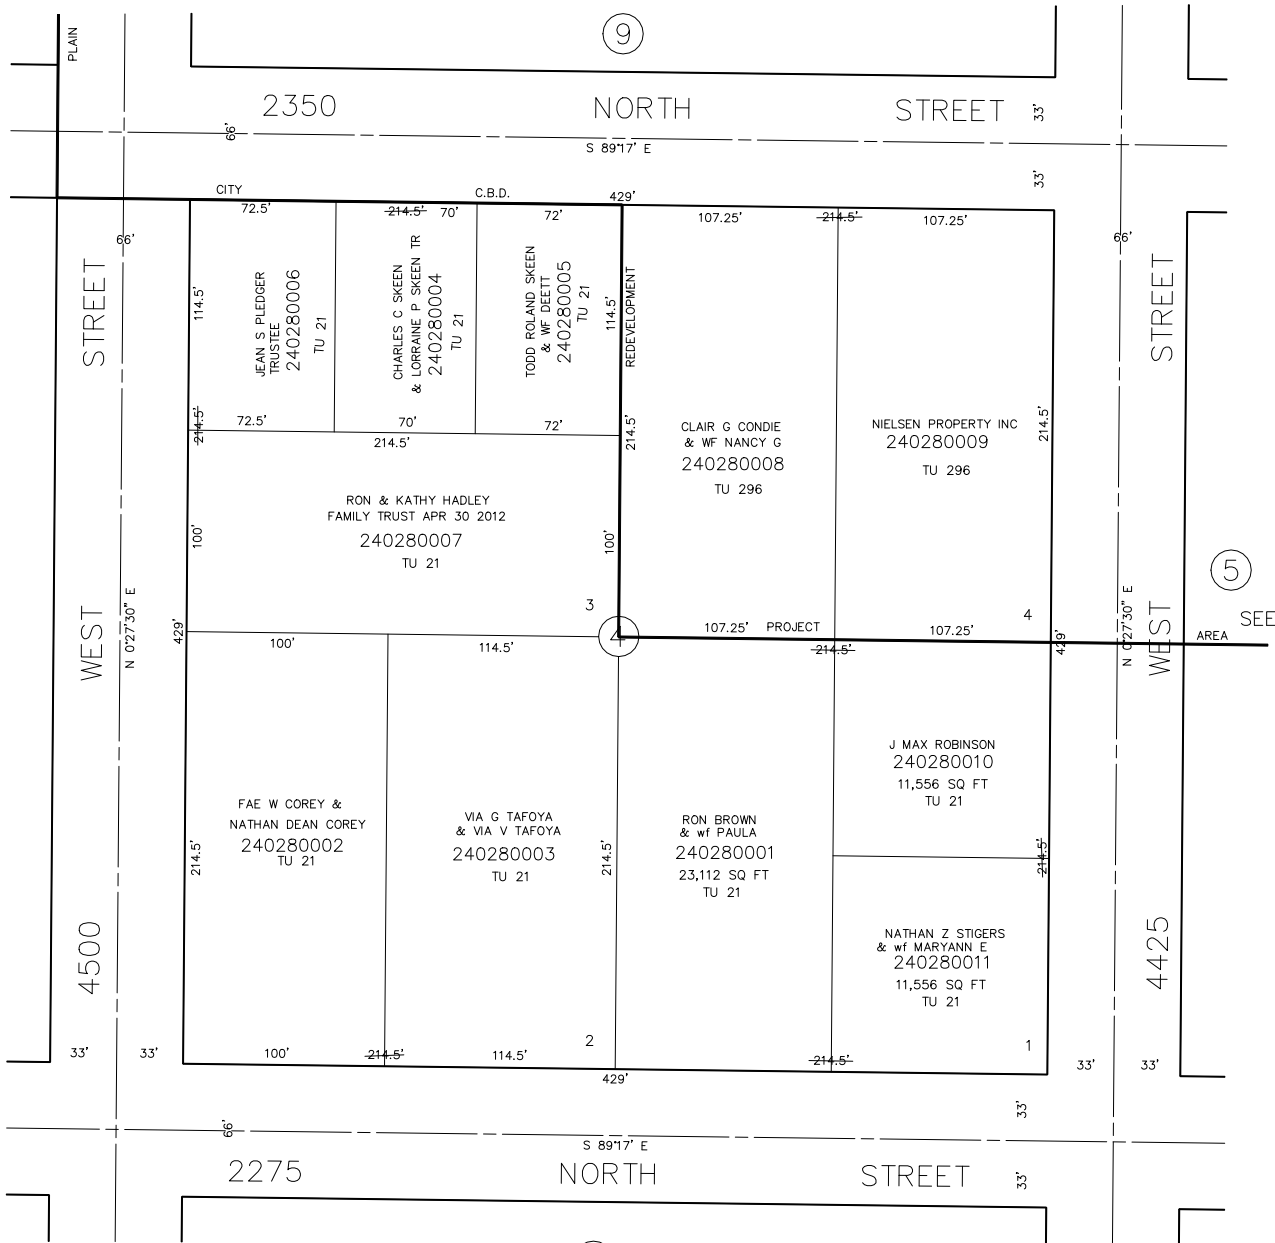 PLAIN
9
2350 NORTH STREET
66' 33'
S 89°17' E
33'
CITY C.B.D. 429'
72.5' 214.5' 70' 72' 107.25' 214.5' 107.25'
66' 66'
STREET
WEST
4500
N 0°27'30" E
114.5'
214.5'
JEAN S PLEDGER
TRUSTEE
240280006
TU 21
CHARLES C SKEEN
& LORRAINE P SKEEN TR
240280004
TU 21
TODD ROLAND SKEEN
& WF DEETT
240280005
TU 21
114.5'
REDEVELOPMENT
214.5'
72.5' 70' 72'
214.5'
CLAIR G CONDIE
& WF NANCY G
240280008
TU 296
NIELSEN PROPERTY INC
240280009
TU 296
214.5'
STREET
WEST
4425
N 0°27'30" E
RON & KATHY HADLEY
FAMILY TRUST APR 30 2012
240280007
TU 21
100' 100'
5
SEE
3 4
429' 429'
100' 114.5' 4 107.25' PROJECT 107.25' AREA
214.5'
FAE W COREY &
NATHAN DEAN COREY
240280002
TU 21
214.5'
VIA G TAFOYA
& VIA V TAFOYA
240280003
TU 21
214.5'
RON BROWN
& wf PAULA
240280001
23,112 SQ FT
TU 21
J MAX ROBINSON
240280010
11,556 SQ FT
TU 21
214.5'
NATHAN Z STIGERS
& wf MARYANN E
240280011
11,556 SQ FT
TU 21
2 1
33' 33' 100' 214.5' 114.5' 214.5' 33' 33'
429'
33'
66'
S 89°17' E
2275 NORTH STREET
33'